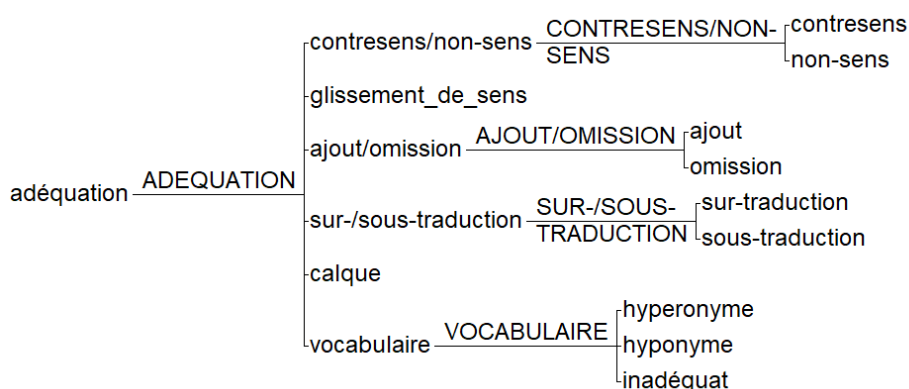 contresens/non-sens CONTRESENS/NON-
SENS
contresens
non-sens
glissement_de_sens
ajout/omission AJOUT/OMISSION
ajout
omission
adéquation ADEQUATION
sur-/sous-traduction SUR-/SOUS-
TRADUCTION
sur-traduction
sous-traduction
calque
vocabulaire VOCABULAIRE
hyperonyme
hyponyme
inadéquat